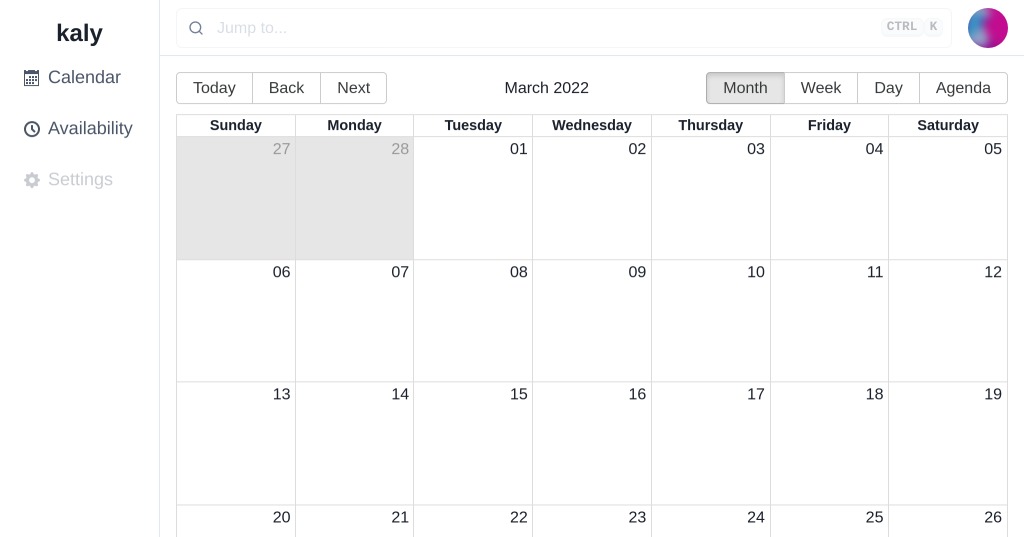 kaly
Calendar
Availability
Settings
Jump to... CTRL K
Today Back Next March 2022 Month Week Day Agenda
Sunday Monday Tuesday Wednesday Thursday Friday Saturday
27 28 01 02 03 04 05
06 07 08 09 10 11 12
13 14 15 16 17 18 19
20 21 22 23 24 25 26